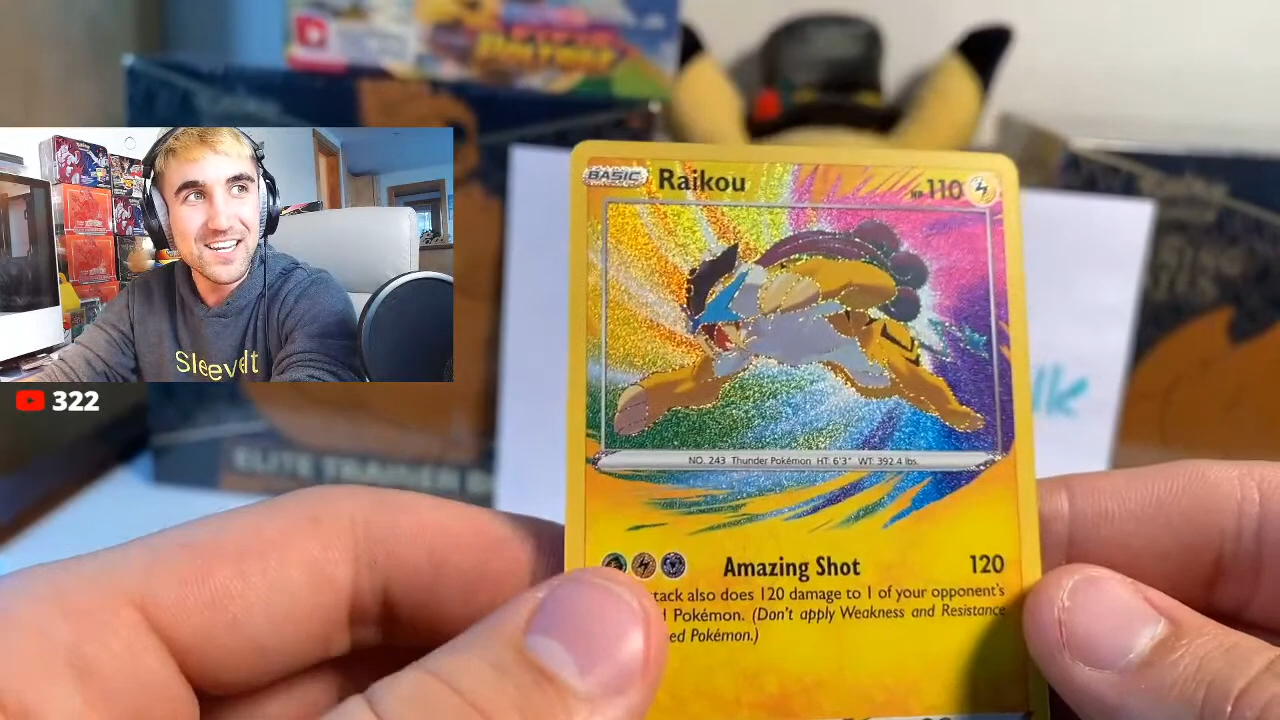 BASIC Raikou HP 110
NO. 243 Thunder Pokémon HT: 6'3" WT: 392.4 lbs.
Amazing Shot 120
tack also does 120 damage to 1 of your opponent's
d Pokémon. (Don't apply Weakness and Resistance
ed Pokémon.)
322
ELITE TRAINER